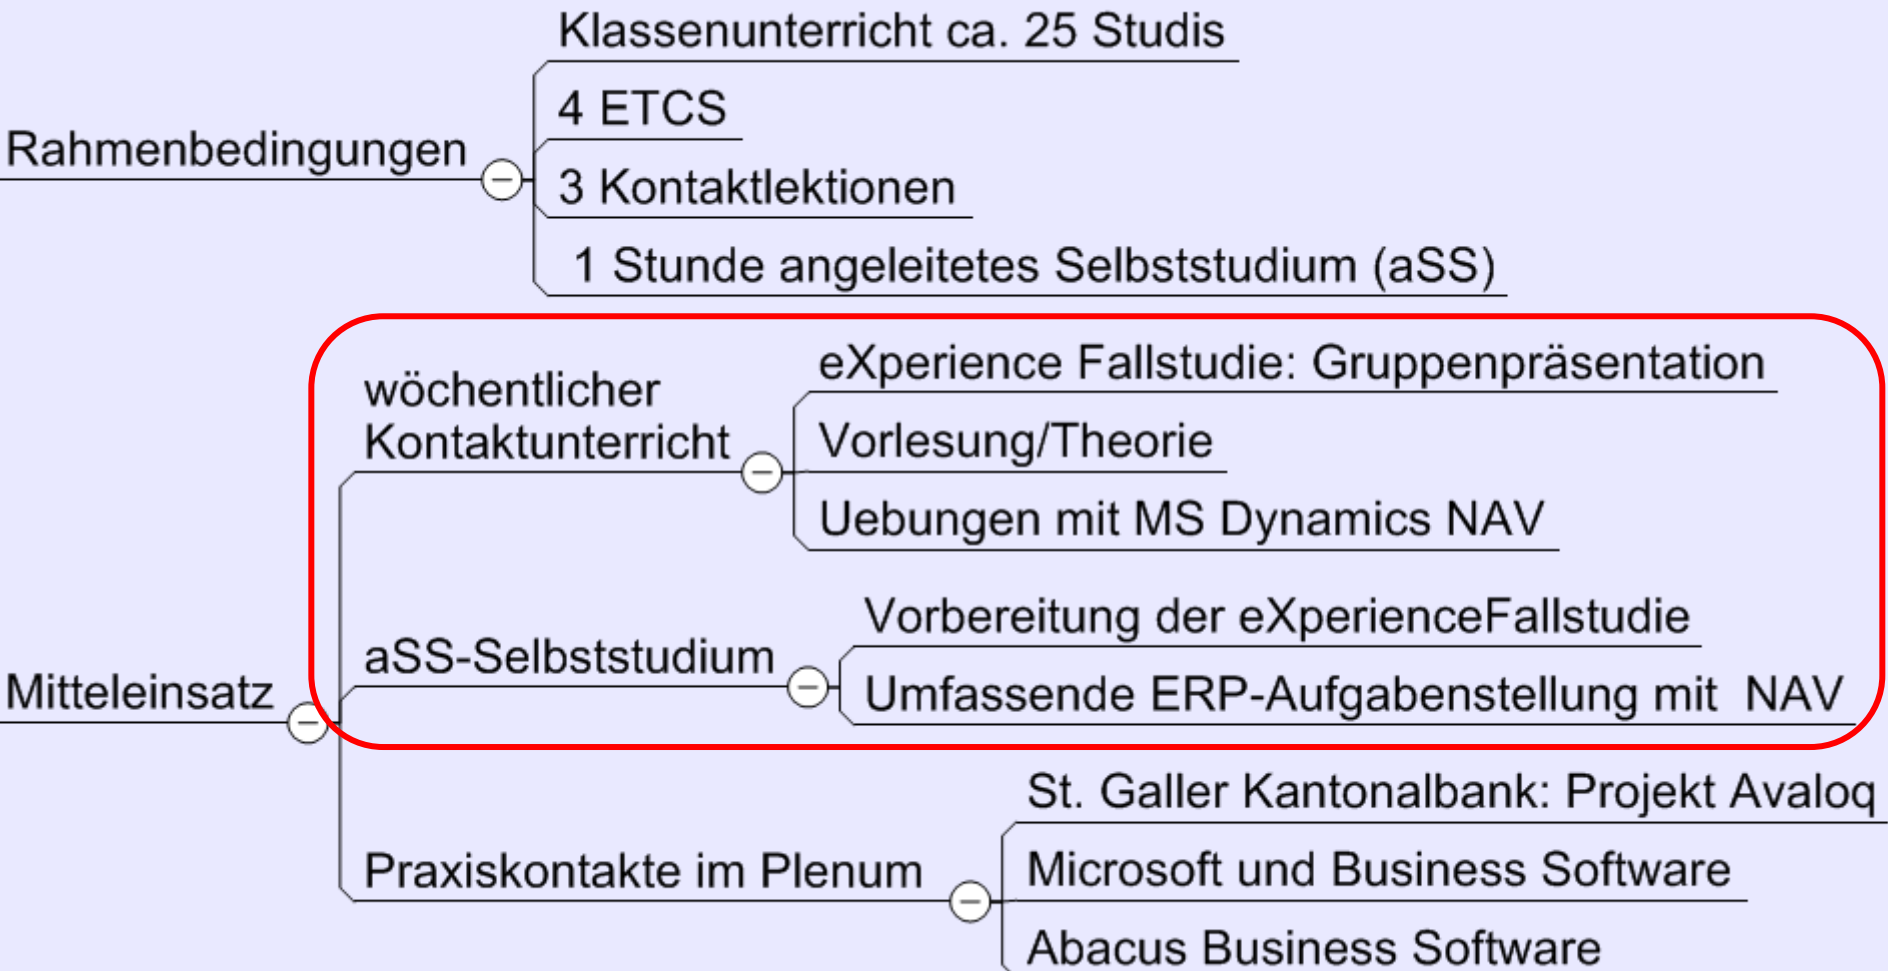 Rahmenbedingungen
Klassenunterricht ca. 25 Studis
4 ETCS
3 Kontaktlektionen
1 Stunde angeleitetes Selbststudium (aSS)
Mitteleinsatz
wöchentlicher
Kontaktunterricht
eXperience Fallstudie: Gruppenpräsentation
Vorlesung/Theorie
Uebungen mit MS Dynamics NAV
aSS-Selbststudium
Vorbereitung der eXperienceFallstudie
Umfassende ERP-Aufgabenstellung mit  NAV
Praxiskontakte im Plenum
St. Galler Kantonalbank: Projekt Avaloq
Microsoft und Business Software
Abacus Business Software